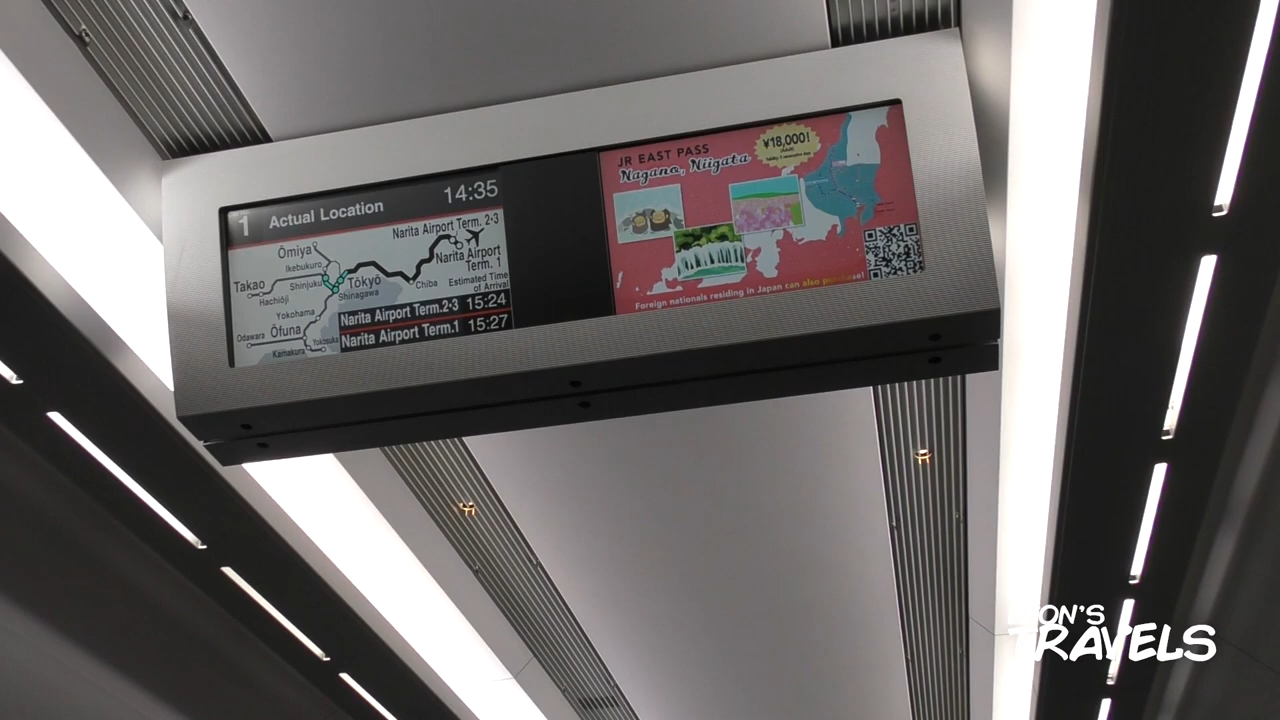 1 Actual Location 14:35
Narita Airport Term. 2•3
Ōmiya
Narita Airport
Term. 1
Ikebukuro
Shinjuku
Tōkyō
Takao
Chiba
Estimated Time
of Arrival
Shinagawa
Hachiōji
Yokohama
Narita Airport Term.2•3 15:24
Ōfuna
Odawara
Yokosuka
Narita Airport Term.1 15:27
Kamakura
JR EAST PASS
Nagano, Niigata
¥18,000!
Foreign nationals residing in Japan can also purchase!
ON'S
TRAVELS